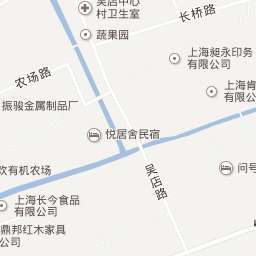 吴店中心
村卫生室
蔬果园
长桥路
上海昶永印务
有限公司
农场路
上海肯
有限公
振骏金属制造厂
悦居舍民宿
欢有机农场
问号
吴店路
上海长今食品
有限公司
鼎邦红木家具
公司